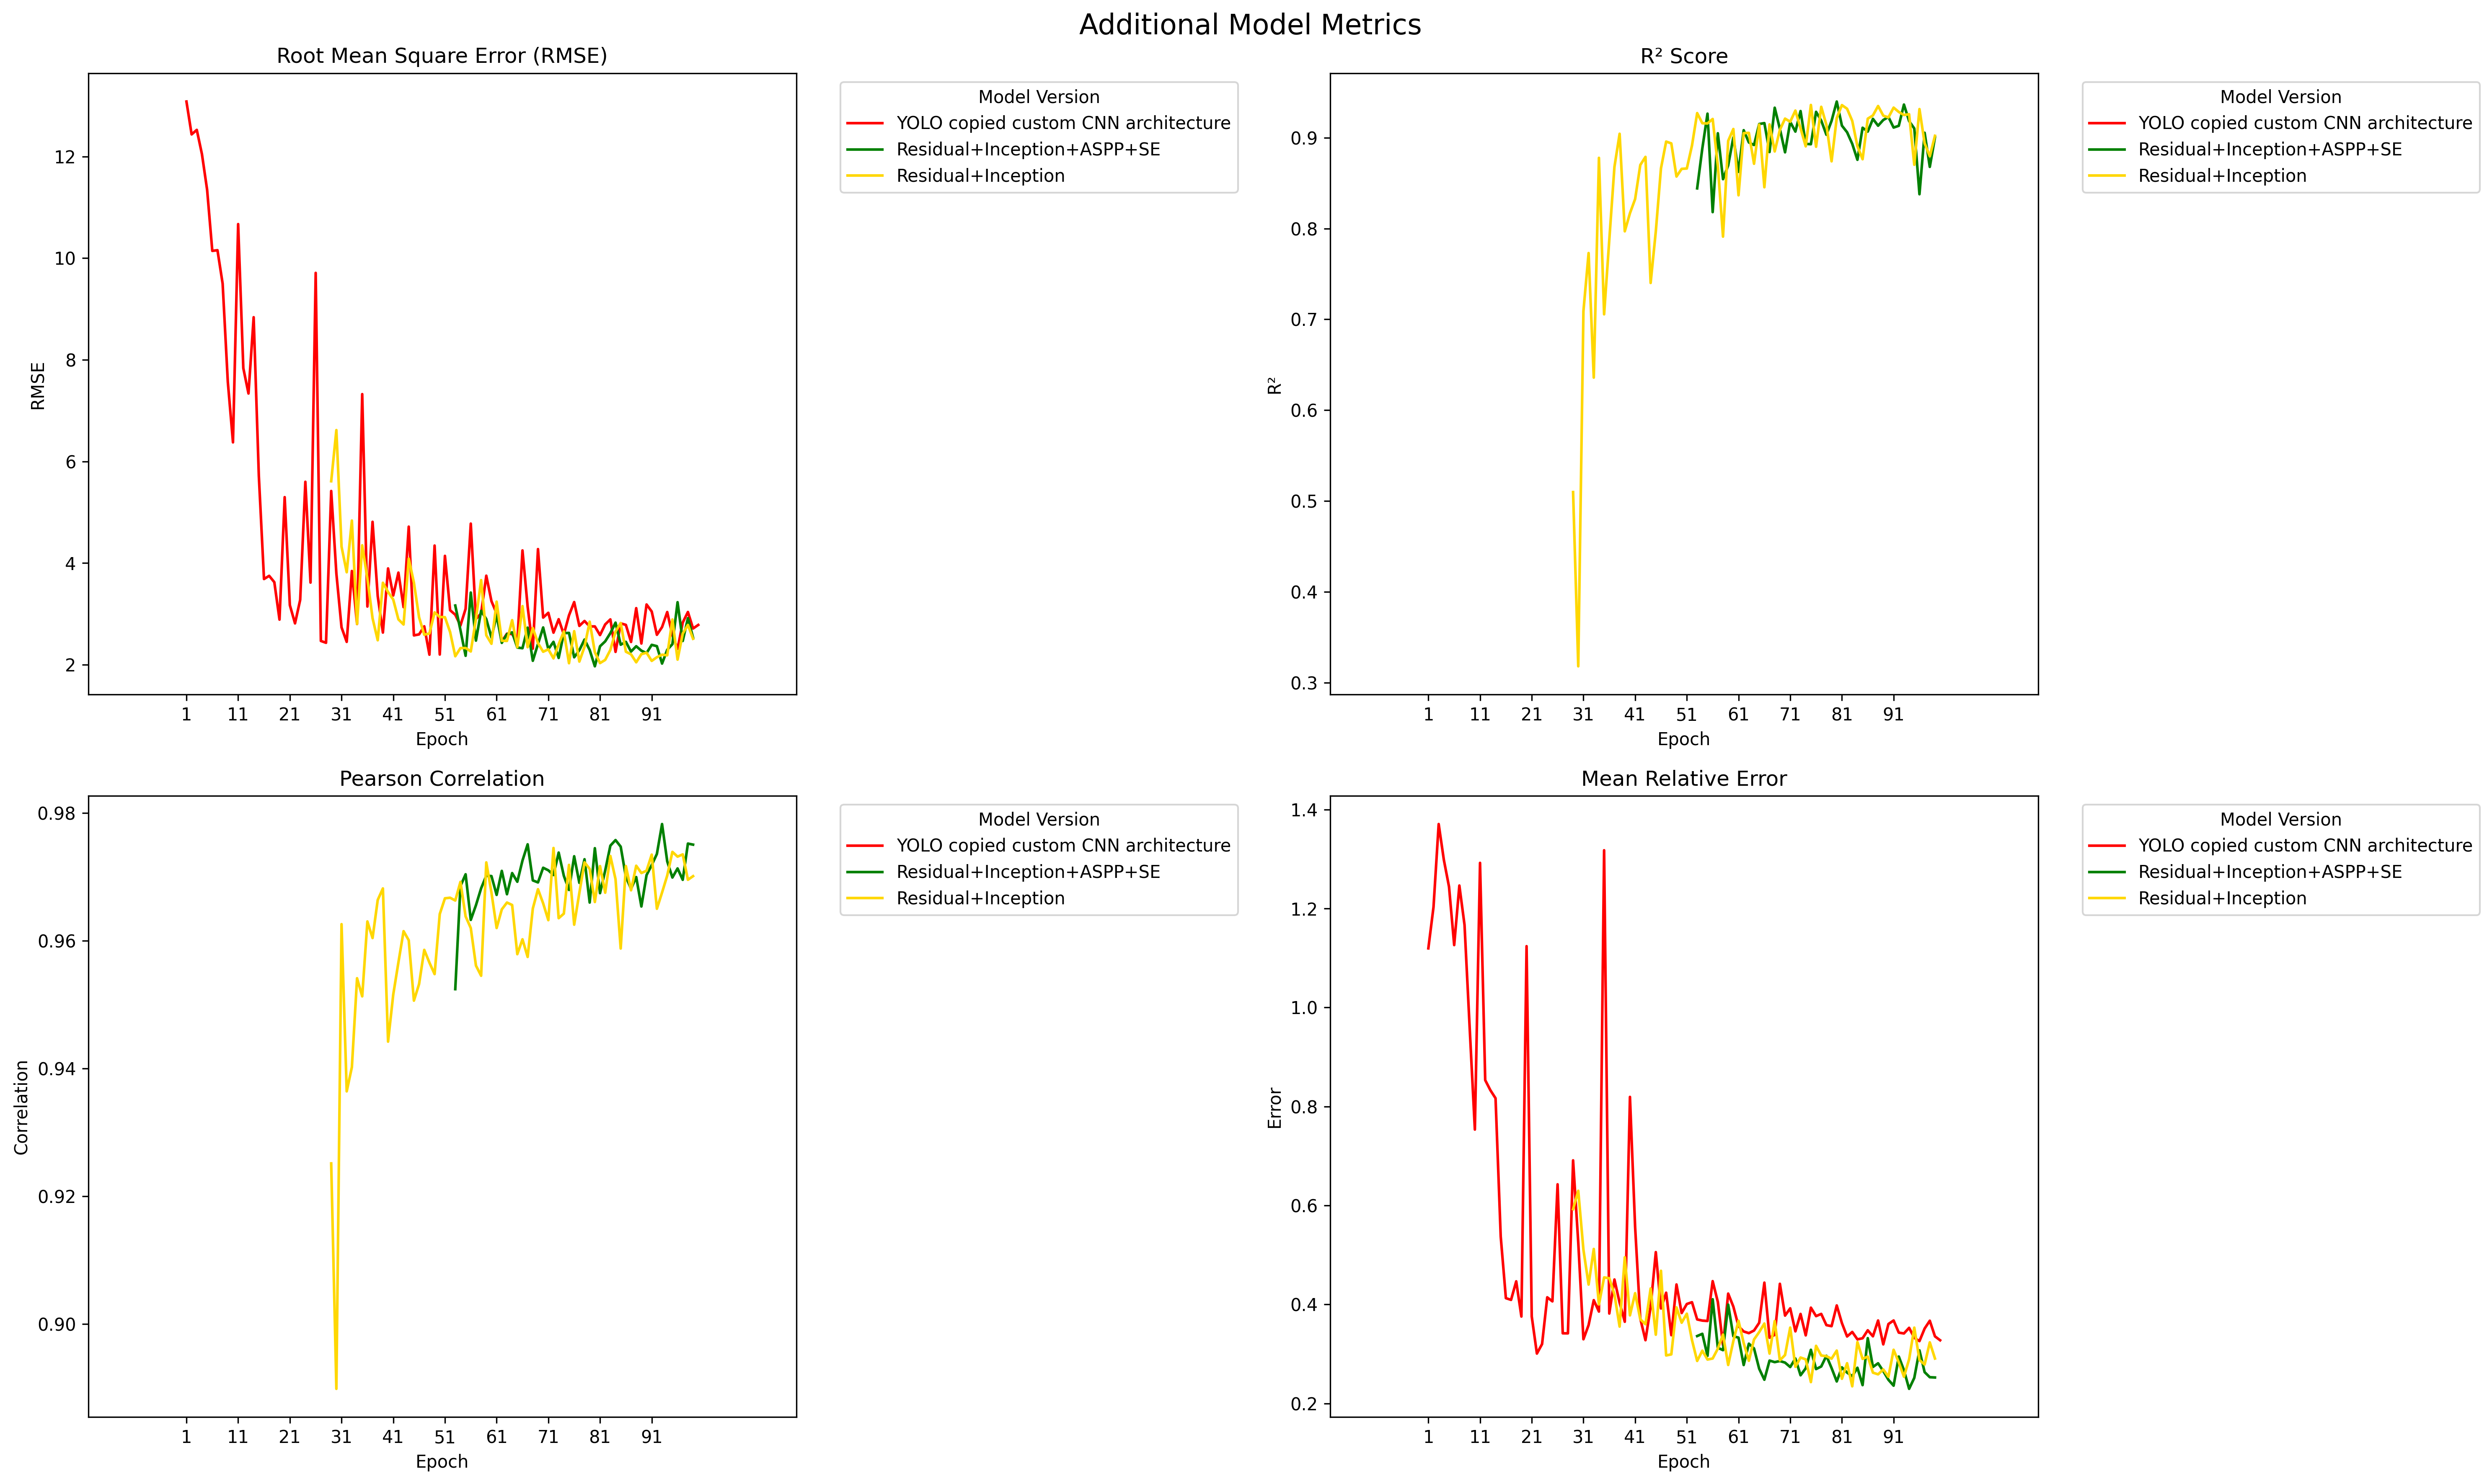 Additional Model Metrics
Root Mean Square Error (RMSE)
12
10
8
6
4
2
RMSE
1 11 21 31 41 51 61 71 81 91
Epoch
Model Version
YOLO copied custom CNN architecture
Residual+Inception+ASPP+SE
Residual+Inception
R² Score
0.9
0.8
0.7
0.6
0.5
0.4
0.3
R²
1 11 21 31 41 51 61 71 81 91
Epoch
Model Version
YOLO copied custom CNN architecture
Residual+Inception+ASPP+SE
Residual+Inception
Pearson Correlation
0.98
0.96
0.94
0.92
0.90
Correlation
1 11 21 31 41 51 61 71 81 91
Epoch
Model Version
YOLO copied custom CNN architecture
Residual+Inception+ASPP+SE
Residual+Inception
Mean Relative Error
1.4
1.2
1.0
0.8
0.6
0.4
0.2
Error
1 11 21 31 41 51 61 71 81 91
Epoch
Model Version
YOLO copied custom CNN architecture
Residual+Inception+ASPP+SE
Residual+Inception